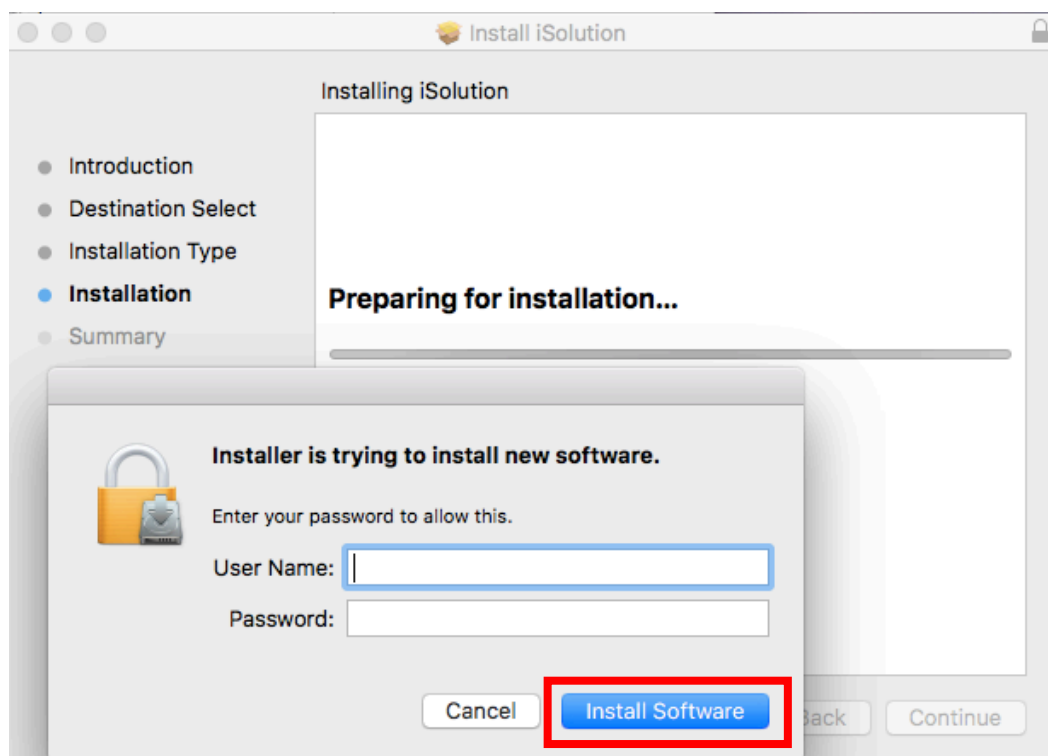 Install iSolution
Installing iSolution
Introduction
Destination Select
Installation Type
Installation
Summary
Preparing for installation...
Installer is trying to install new software.
Enter your password to allow this.
User Name:
Password:
Cancel
Install Software
Continue